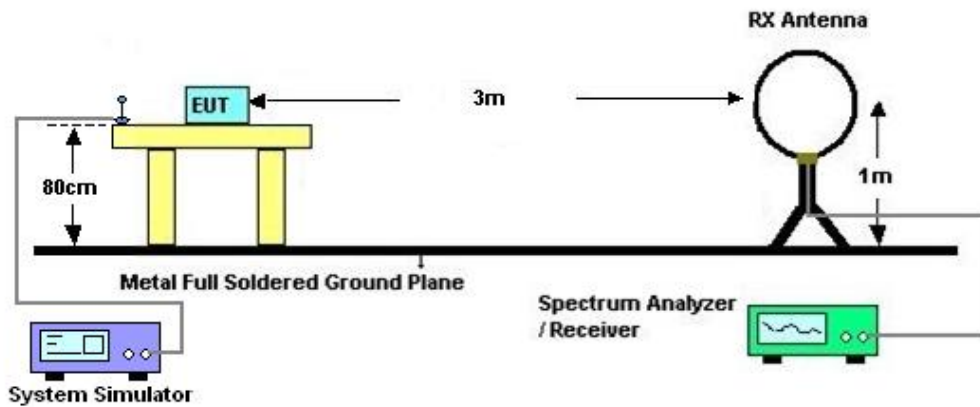 RX Antenna
EUT
3m
80cm
1m
Metal Full Soldered Ground Plane
Spectrum Analyzer
/ Receiver
System Simulator